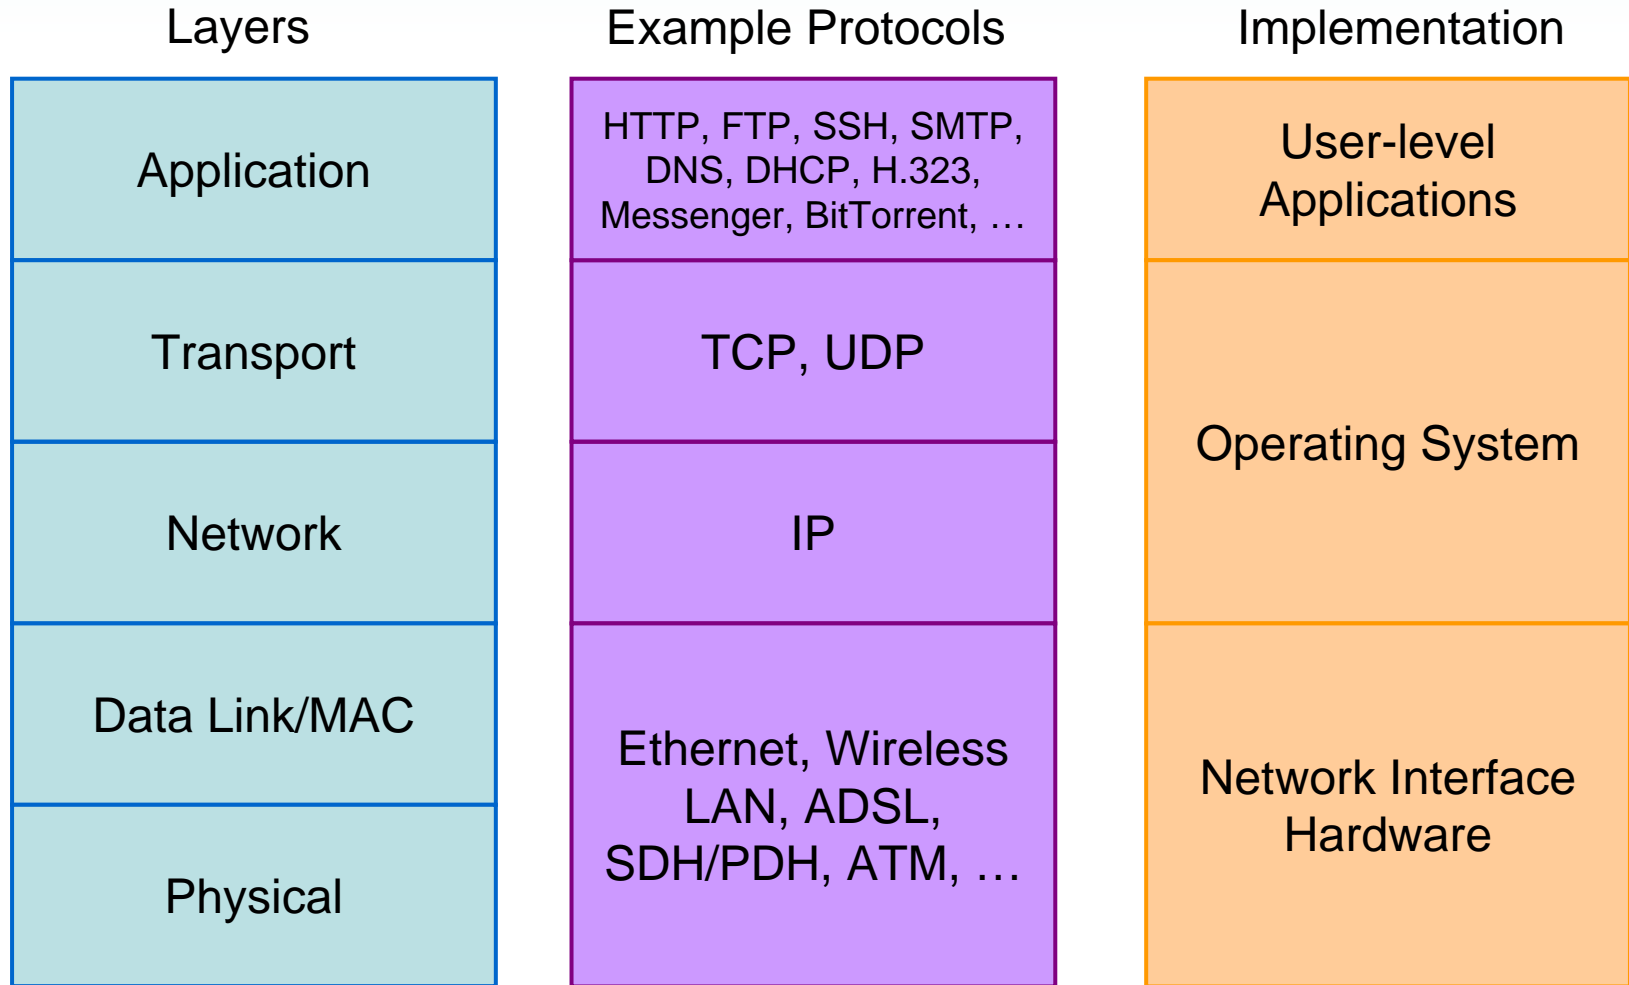 Layers
Example Protocols
Implementation
Application
HTTP, FTP, SSH, SMTP,
DNS, DHCP, H.323,
Messenger, BitTorrent, …
User-level
Applications
Transport
TCP, UDP
Operating System
Network
IP
Data Link/MAC
Ethernet, Wireless
LAN, ADSL,
SDH/PDH, ATM, …
Network Interface
Hardware
Physical